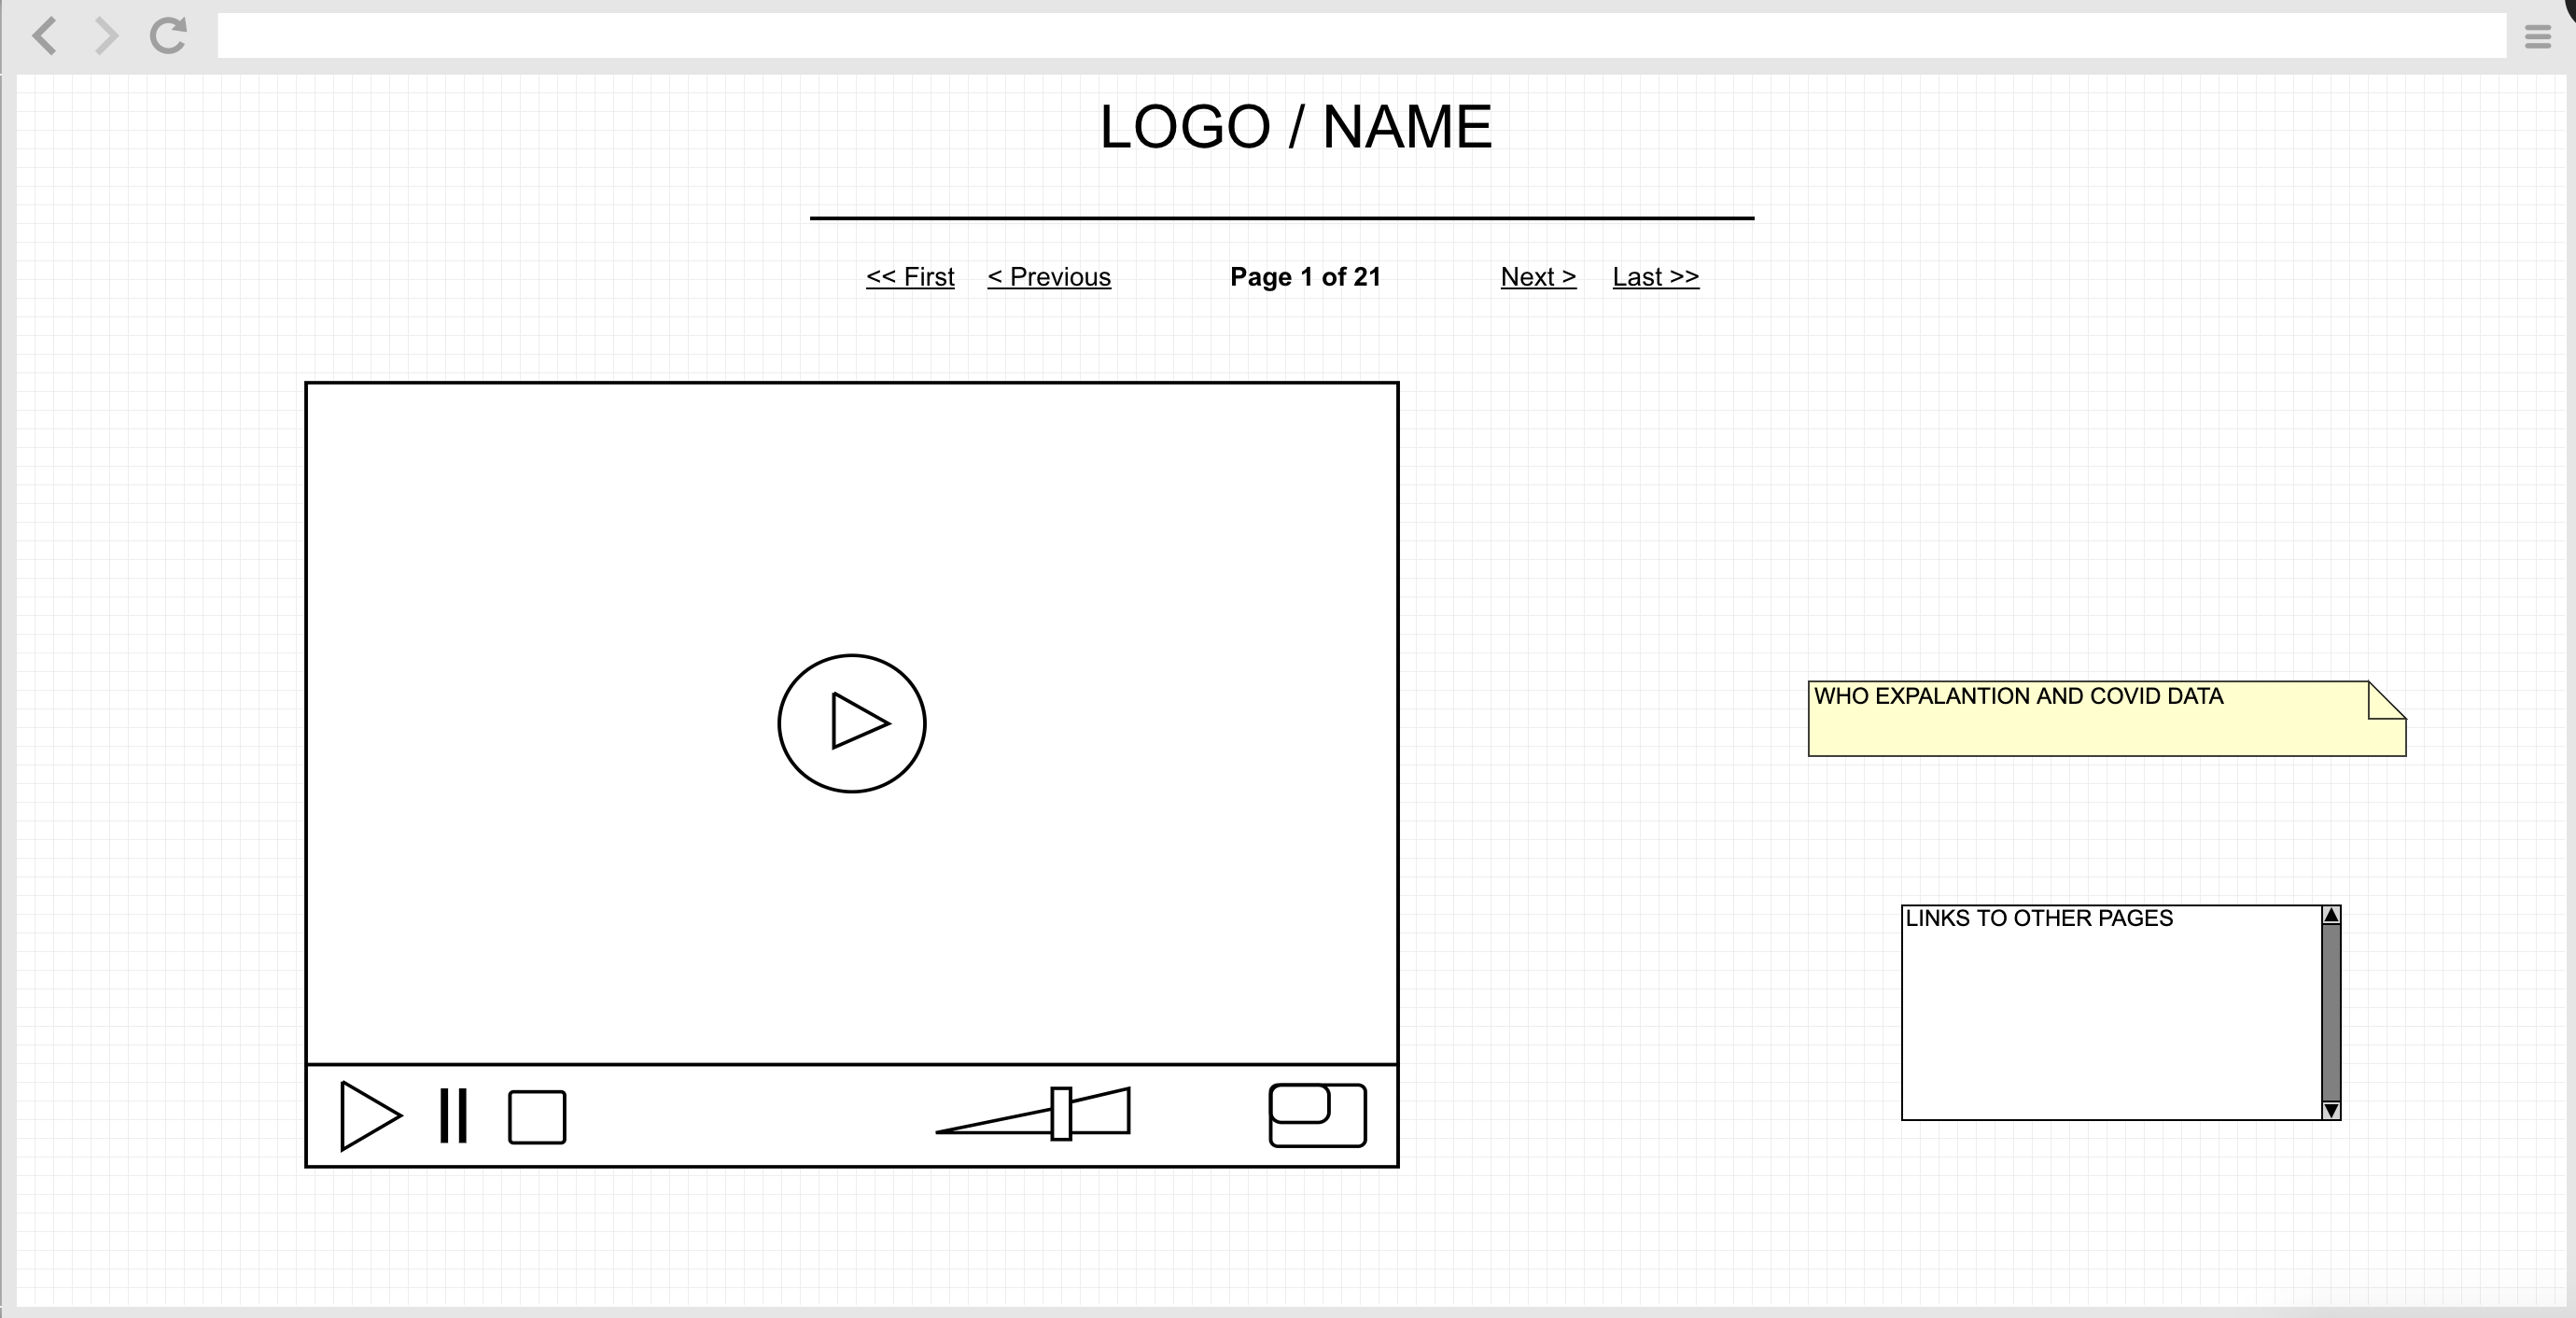 LOGO / NAME
<< First < Previous Page 1 of 21 Next > Last >>
WHO EXPALANTION AND COVID DATA
LINKS TO OTHER PAGES